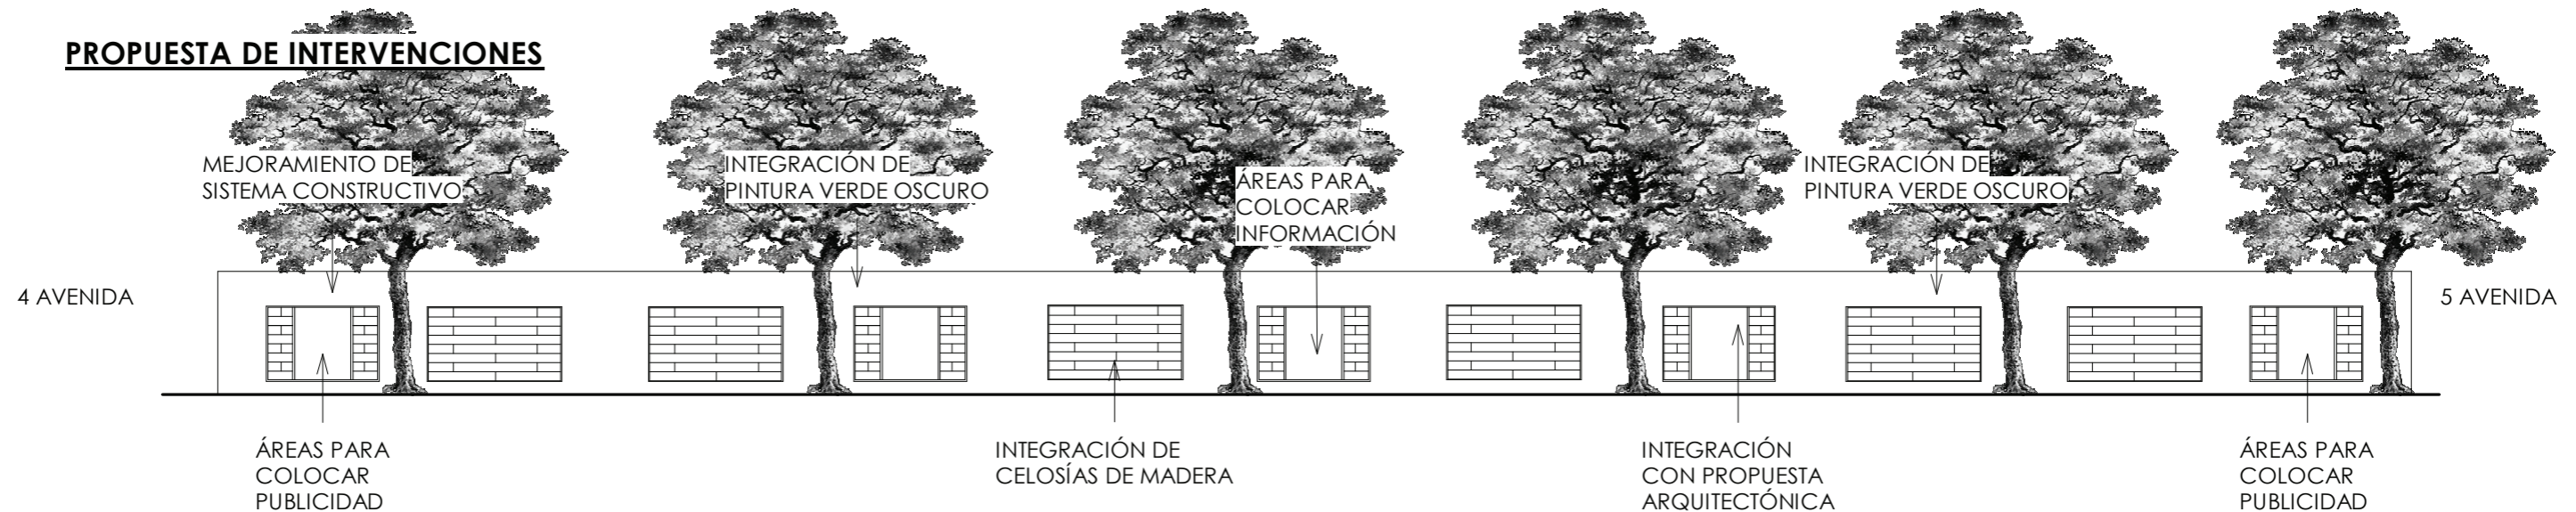 PROPUESTA DE INTERVENCIONES
MEJORAMIENTO DE
SISTEMA CONSTRUCTIVO
INTEGRACIÓN DE
PINTURA VERDE OSCURO
ÁREAS PARA
COLOCAR
INFORMACIÓN
INTEGRACIÓN DE
PINTURA VERDE OSCURO
4 AVENIDA
5 AVENIDA
ÁREAS PARA
COLOCAR
PUBLICIDAD
INTEGRACIÓN DE
CELOSÍAS DE MADERA
INTEGRACIÓN
CON PROPUESTA
ARQUITECTÓNICA
ÁREAS PARA
COLOCAR
PUBLICIDAD